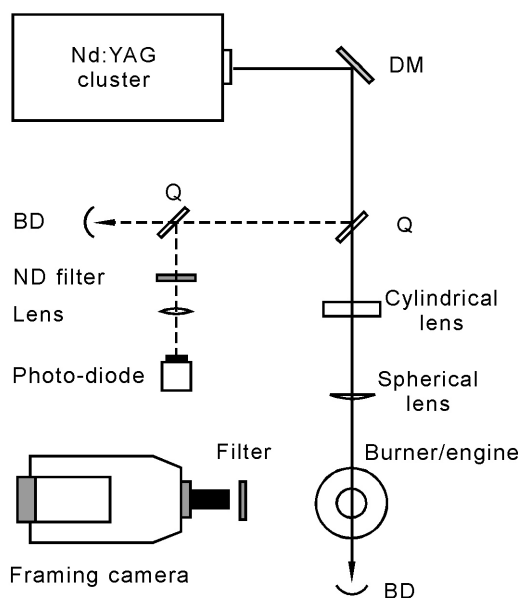 Nd:YAG
cluster
DM
Q
BD
Q
ND filter
Lens
Cylindrical
lens
Photo-diode
Spherical
lens
Filter
Burner/engine
Framing camera
BD